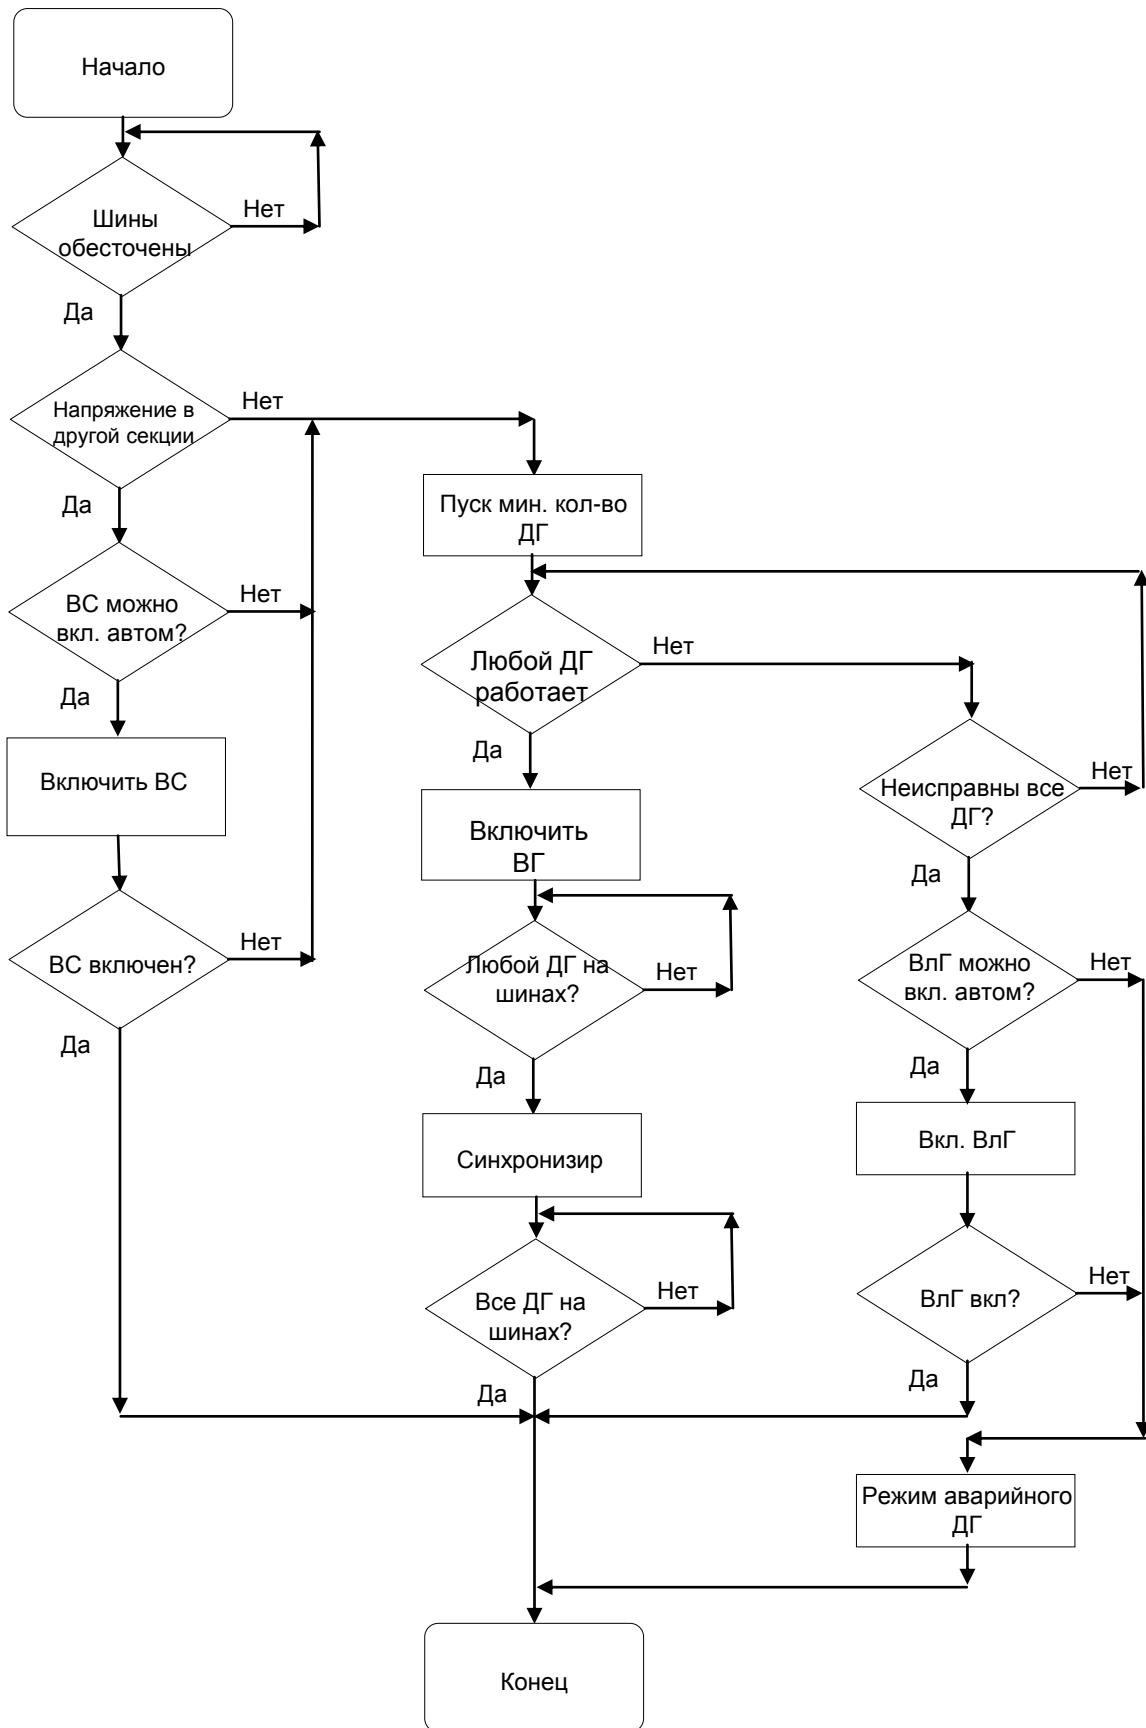 Начало
Шины
обесточены
Нет
Да
Напряжение в
другой секции
Нет
Да
ВС можно
вкл. автом?
Нет
Да
Включить ВС
ВС включен?
Нет
Да
Пуск мин. кол-во
ДГ
Любой ДГ
работает
Нет
Да
Включить
ВГ
Любой ДГ на
шинах?
Нет
Да
Синхронизир
Все ДГ на
шинах?
Нет
Да
Неисправны все
ДГ?
Нет
Да
ВлГ можно
вкл. автом?
Нет
Да
Вкл. ВлГ
ВлГ вкл?
Нет
Да
Режим аварийного
ДГ
Конец